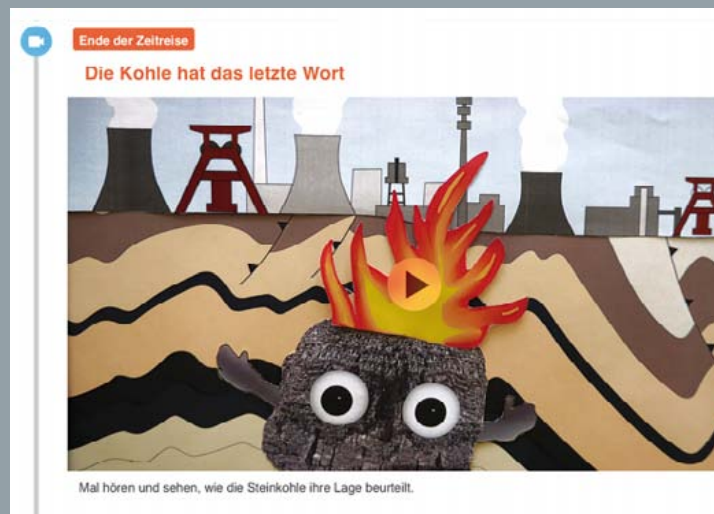 Ende der Zeitreise
Die Kohle hat das letzte Wort
Mal hören und sehen, wie die Steinkohle ihre Lage beurteilt.